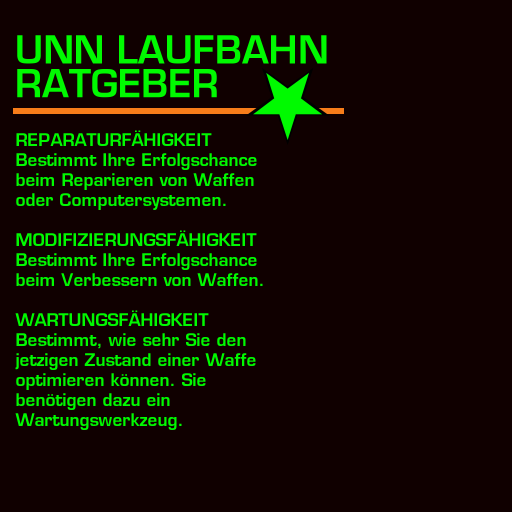 UNN LAUFBAHN
RATGEBER
REPARATURFÄHIGKEIT
Bestimmt Ihre Erfolgschance
beim Reparieren von Waffen
oder Computersystemen.
MODIFIZIERUNGSFÄHIGKEIT
Bestimmt Ihre Erfolgschance
beim Verbessern von Waffen.
WARTUNGSFÄHIGKEIT
Bestimmt, wie sehr Sie den
jetzigen Zustand einer Waffe
optimieren können. Sie
benötigen dazu ein
Wartungswerkzeug.